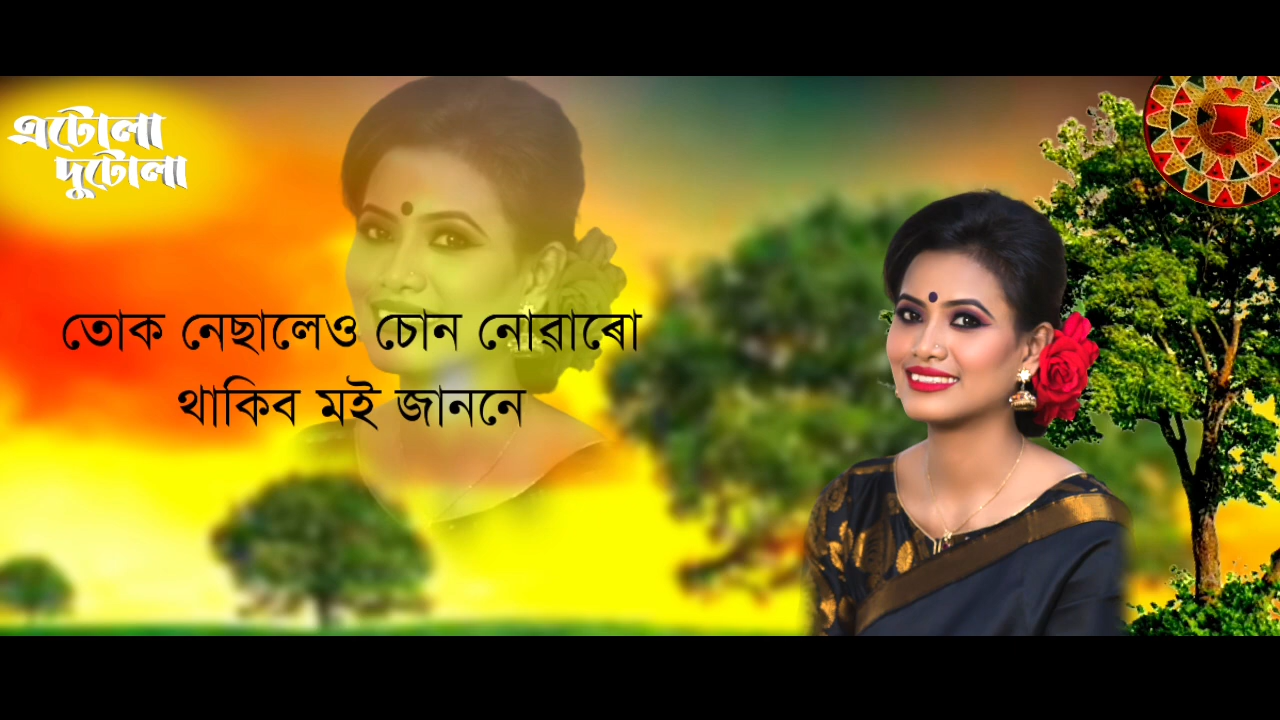 এটোলা
দুটোলা
তোক নেছালেও চোন নোৱাৰো
থাকিব মই জাননে